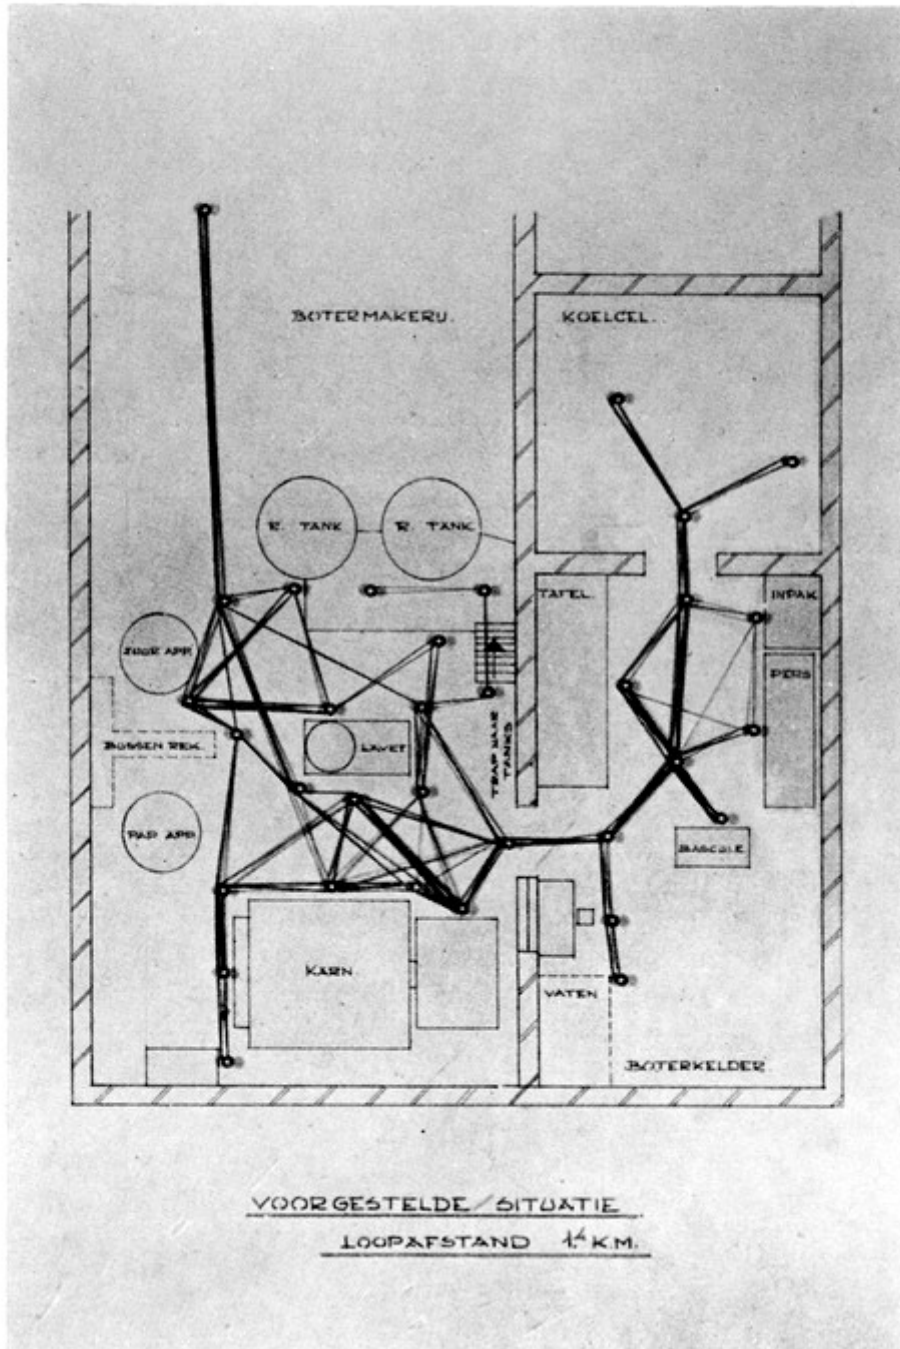 BOTERMAKERIJ.
KOELCEL.
R. TANK
R. TANK
TAFEL.
INPAK
ZUUR APP.
PERS
BUSSEN REK.
LAVET
TRAP NAAR
TANKS
PAP APP
BASCULE
KARN
VATEN
BOTERKELDER.
VOORGESTELDE SITUATIE
LOOPAFSTAND 1,4 K.M.